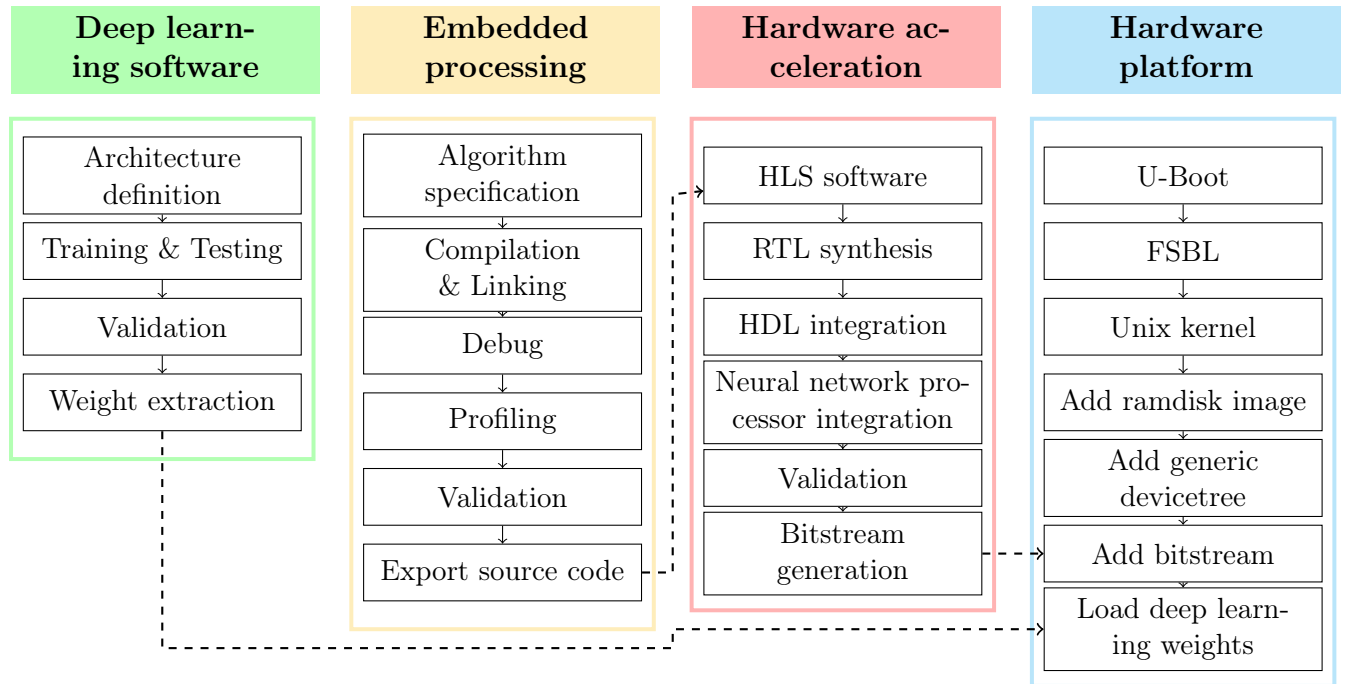 Deep learn-
ing software
Architecture
definition
Training & Testing
Validation
Weight extraction
Embedded
processing
Algorithm
specification
Compilation
& Linking
Debug
Profiling
Validation
Export source code
Hardware ac-
celeration
HLS software
RTL synthesis
HDL integration
Neural network pro-
cessor integration
Validation
Bitstream
generation
Hardware
platform
U-Boot
FSBL
Unix kernel
Add ramdisk image
Add generic
devicetree
Add bitstream
Load deep learn-
ing weights